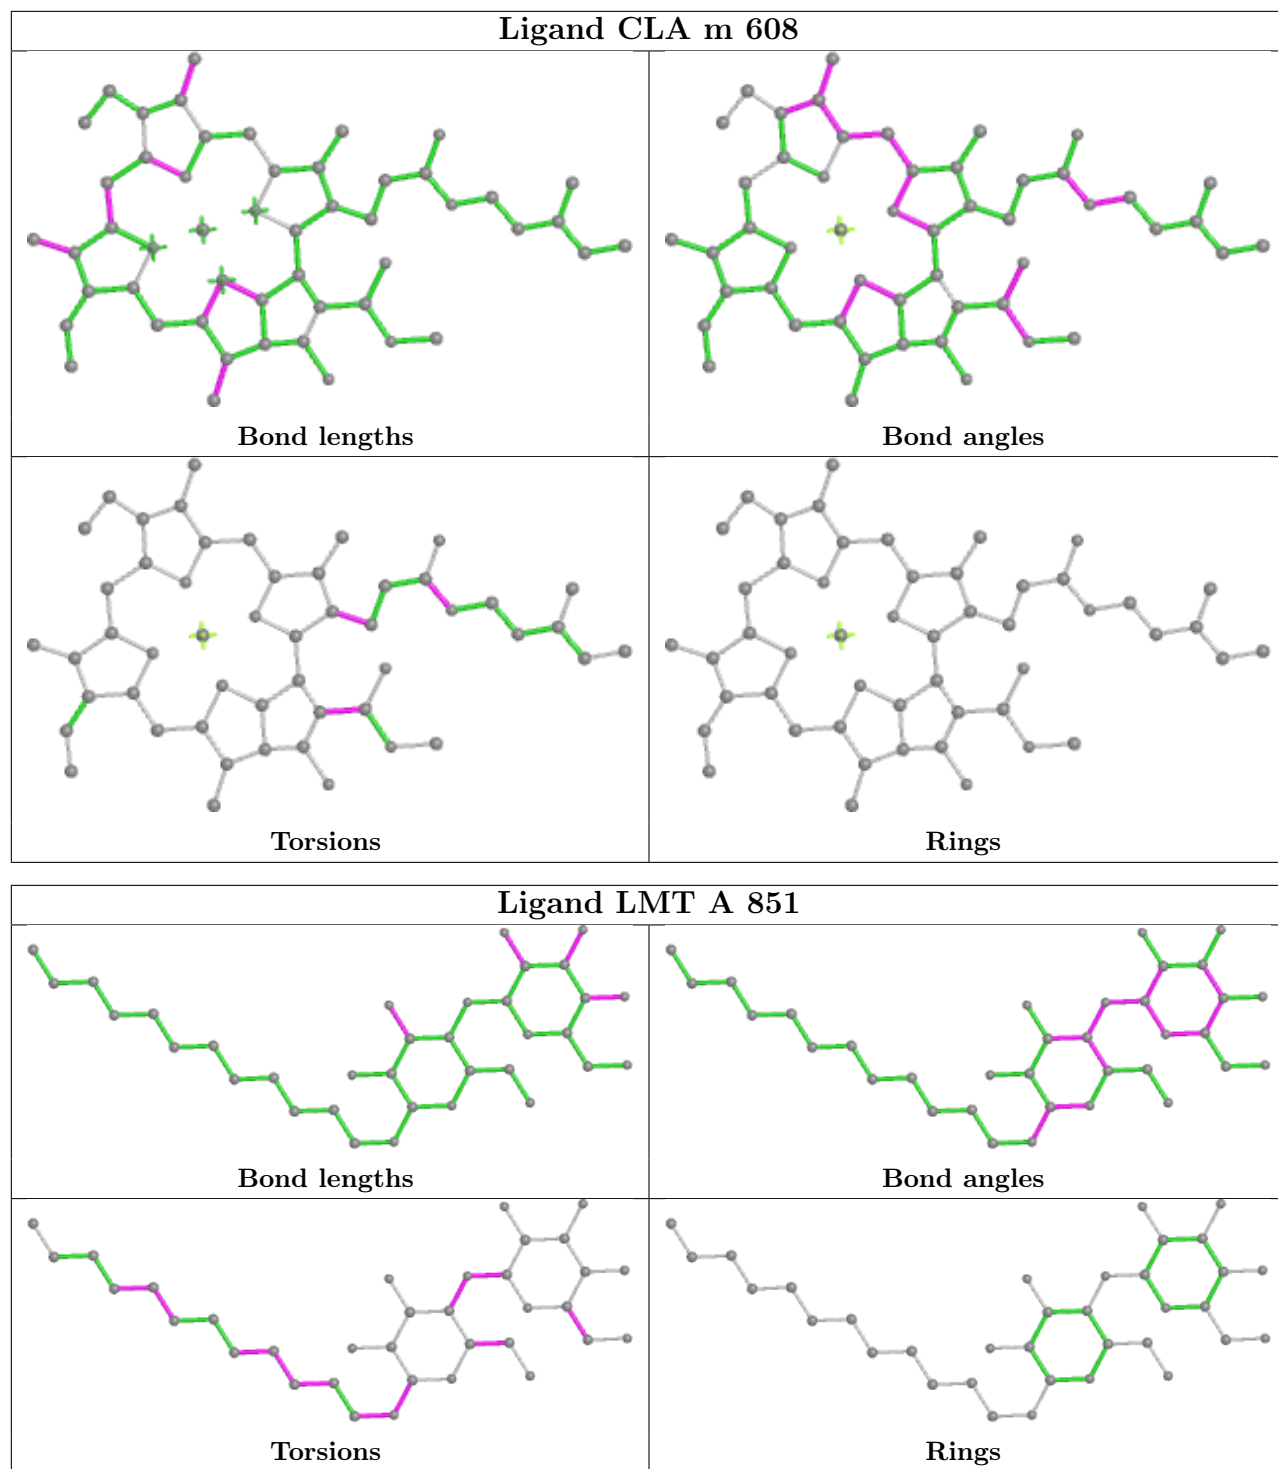 Ligand CLA m 608
Bond lengths
Bond angles
Torsions
Rings
Ligand LMT A 851
Bond lengths
Bond angles
Torsions
Rings